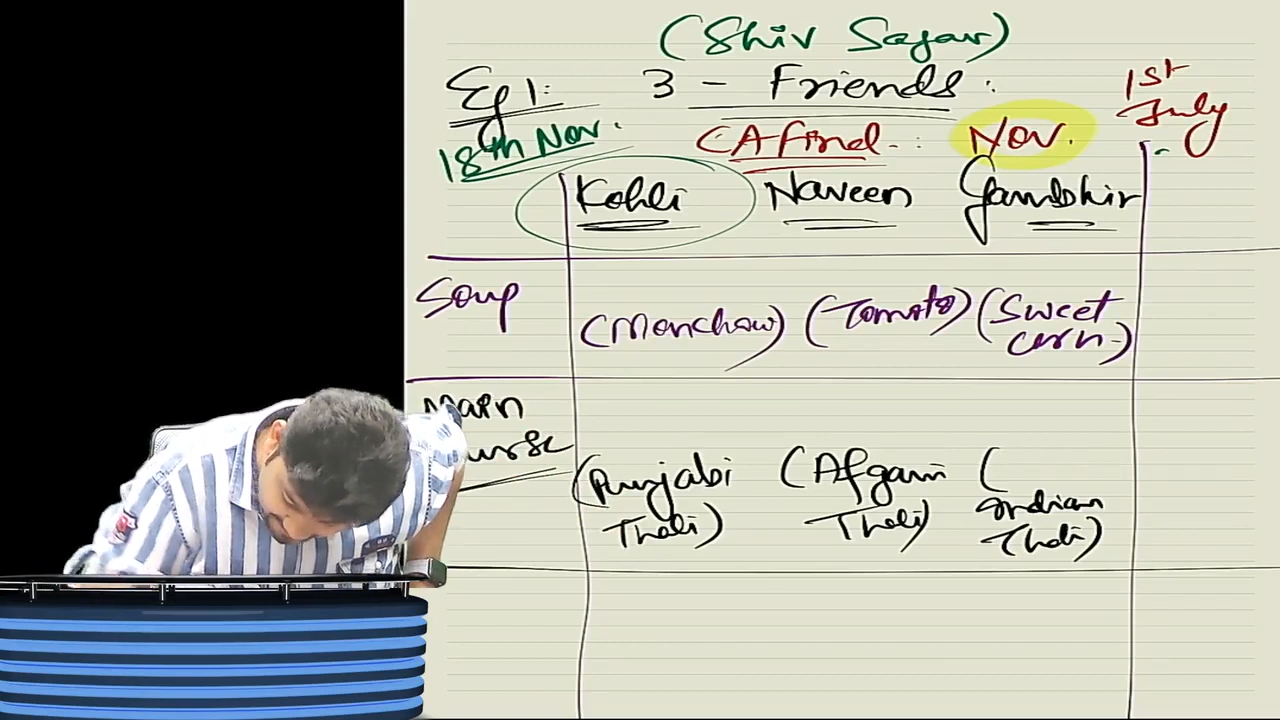 (Shiv Sagar)
Eg 1: 3 - Friends :
1st July
18th Nov. CA Final. : Nov.
Kohli Naveen Gambhir
Soup (Manchow) (Tomato) (Sweet corn)
Main Course (Punjabi Thali) (Afgani Thali) (Indian Thali)